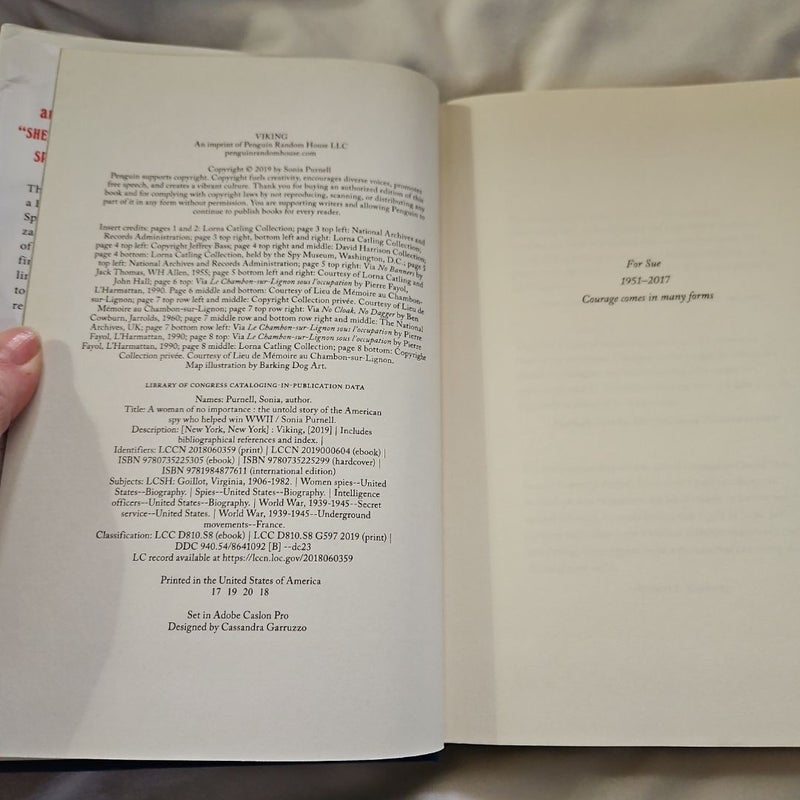 ar
"SHE
SP
Th
a l
Sp
za
of
fir
lin
to
re
VIKING
An imprint of Penguin Random House LLC
penguinrandomhouse.com
Copyright © 2019 by Sonia Purnell
Penguin supports copyright. Copyright fuels creativity, encourages diverse voices, promotes
free speech, and creates a vibrant culture. Thank you for buying an authorized edition of this
book and for complying with copyright laws by not reproducing, scanning, or distributing any
part of it in any form without permission. You are supporting writers and allowing Penguin to
continue to publish books for every reader.
Insert credits: pages 1 and 2: Lorna Catling Collection; page 3 top left: National Archives and
Records Administration; page 3 top right, bottom left and right: Lorna Catling Collection;
page 4 top left: Copyright Jeffrey Bass; page 4 top right and middle: David Harrison Collection;
page 4 bottom: Lorna Catling Collection, held by the Spy Museum, Washington, D.C.; page 5
top left: National Archives and Records Administration; page 5 top right: Via No Banners by
Jack Thomas, WH Allen, 1955; page 5 bottom left and right: Courtesy of Lorna Catling and
John Hall; page 6 top: Via Le Chambon-sur-Lignon sous l'occupation by Pierre Fayol,
L'Harmattan, 1990. Page 6 middle and bottom: Courtesy of Lieu de Mémoire au Chambon-
sur-Lignon; page 7 top row left and middle: Copyright Collection privée. Courtesy of Lieu de
Mémoire au Chambon-sur-Lignon; page 7 top row right: Via No Cloak, No Dagger by Ben
Cowburn, Jarrolds, 1960; page 7 middle row and bottom row right and middle: The National
Archives, UK; page 7 bottom row left: Via Le Chambon-sur-Lignon sous l'occupation by Pierre
Fayol, L'Harmattan, 1990; page 8 top: Via Le Chambon-sur-Lignon sous l'occupation by Pierre
Fayol, L'Harmattan, 1990; page 8 middle: Lorna Catling Collection; page 8 bottom: Copyright
Collection privée. Courtesy of Lieu de Mémoire au Chambon-sur-Lignon.
Map illustration by Barking Dog Art.
LIBRARY OF CONGRESS CATALOGING-IN-PUBLICATION DATA
Names: Purnell, Sonia, author.
Title: A woman of no importance : the untold story of the American
spy who helped win WWII / Sonia Purnell.
Description: [New York, New York] : Viking, [2019] | Includes
bibliographical references and index. |
Identifiers: LCCN 2018060359 (print) | LCCN 2019000604 (ebook) |
ISBN 9780735225305 (ebook) | ISBN 9780735225299 (hardcover) |
ISBN 9781984877611 (international edition)
Subjects: LCSH: Goillot, Virginia, 1906-1982. | Women spies--United
States--Biography. | Spies--United States--Biography. | Intelligence
officers--United States--Biography. | World War, 1939-1945--Secret
service--United States. | World War, 1939-1945--Underground
movements--France.
Classification: LCC D810.S8 (ebook) | LCC D810.S8 G597 2019 (print) |
DDC 940.54/8641092 [B] --dc23
LC record available at https://lccn.loc.gov/2018060359
Printed in the United States of America
17 19 20 18
Set in Adobe Caslon Pro
Designed by Cassandra Garruzzo
For Sue
1951–2017
Courage comes in many forms